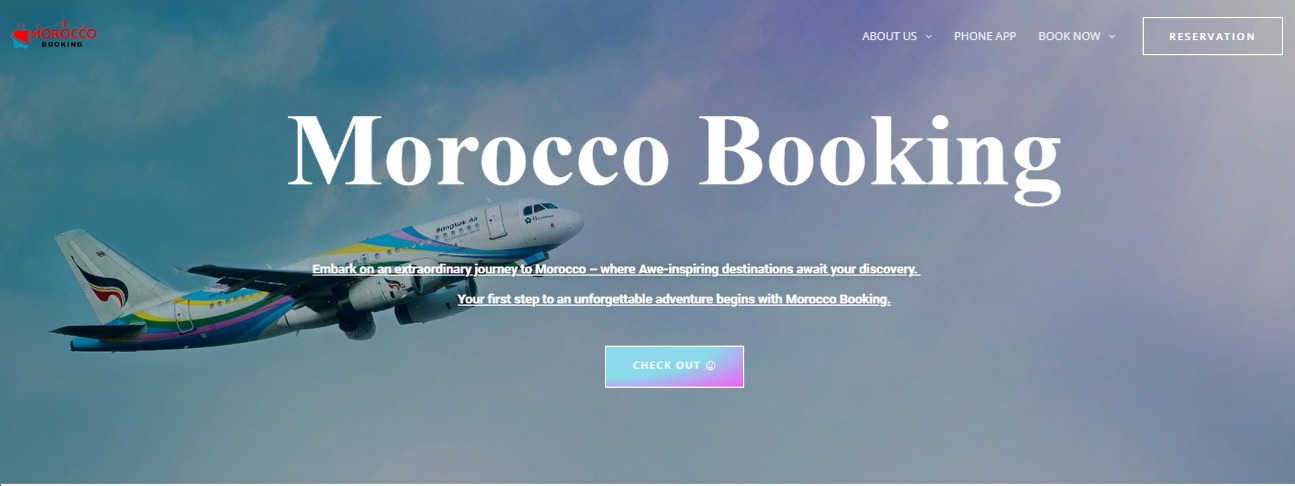 MOROCCO
BOOKING
ABOUT US
PHONE APP
BOOK NOW
RESERVATION
Morocco Booking
Bangkok Air
Embark on an extraordinary journey to Morocco – where Awe-inspiring destinations await your discovery.
Your first step to an unforgettable adventure begins with Morocco Booking.
CHECK OUT